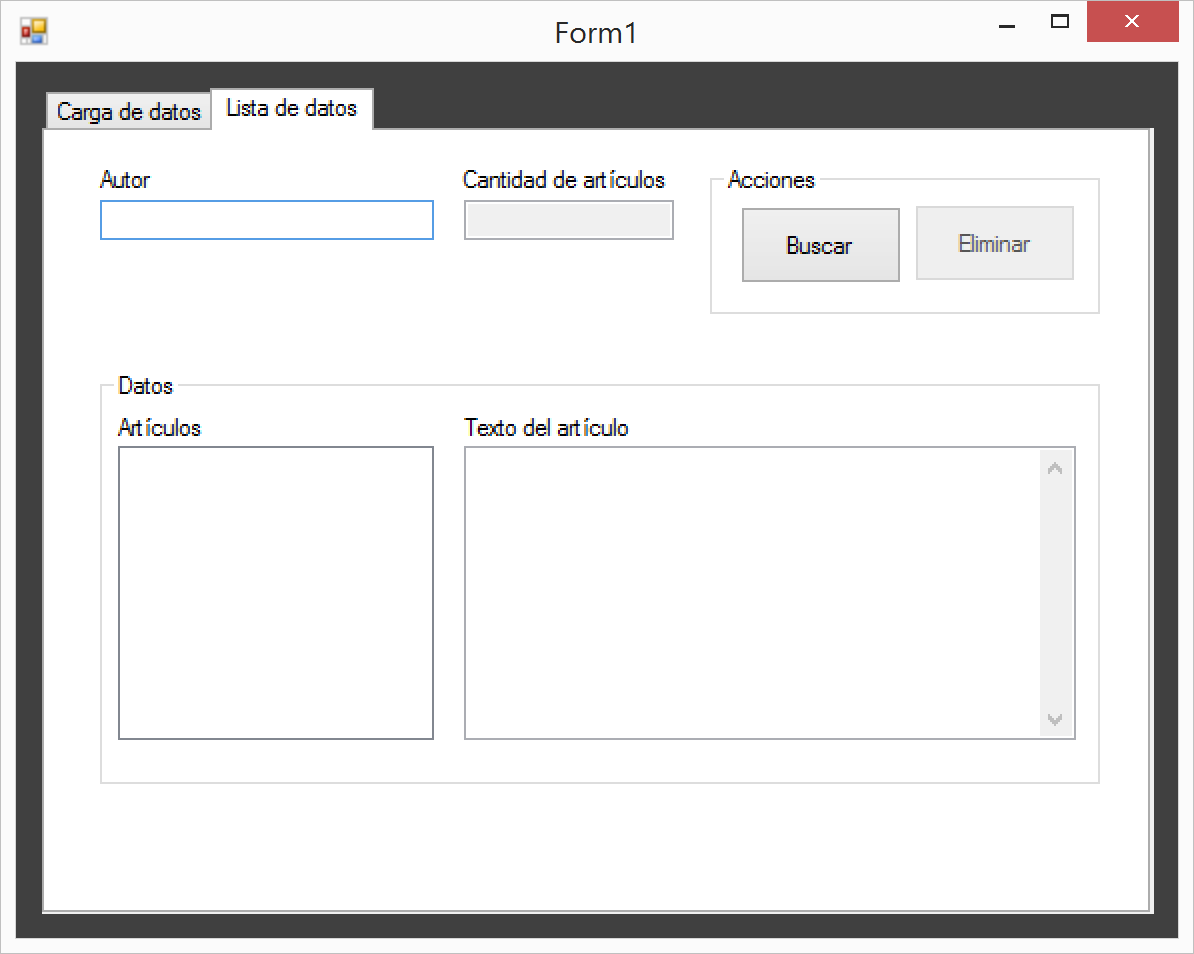 Form1
Carga de datos
Lista de datos
Autor
Cantidad de artículos
Acciones
Buscar
Eliminar
Datos
Artículos
Texto del artículo